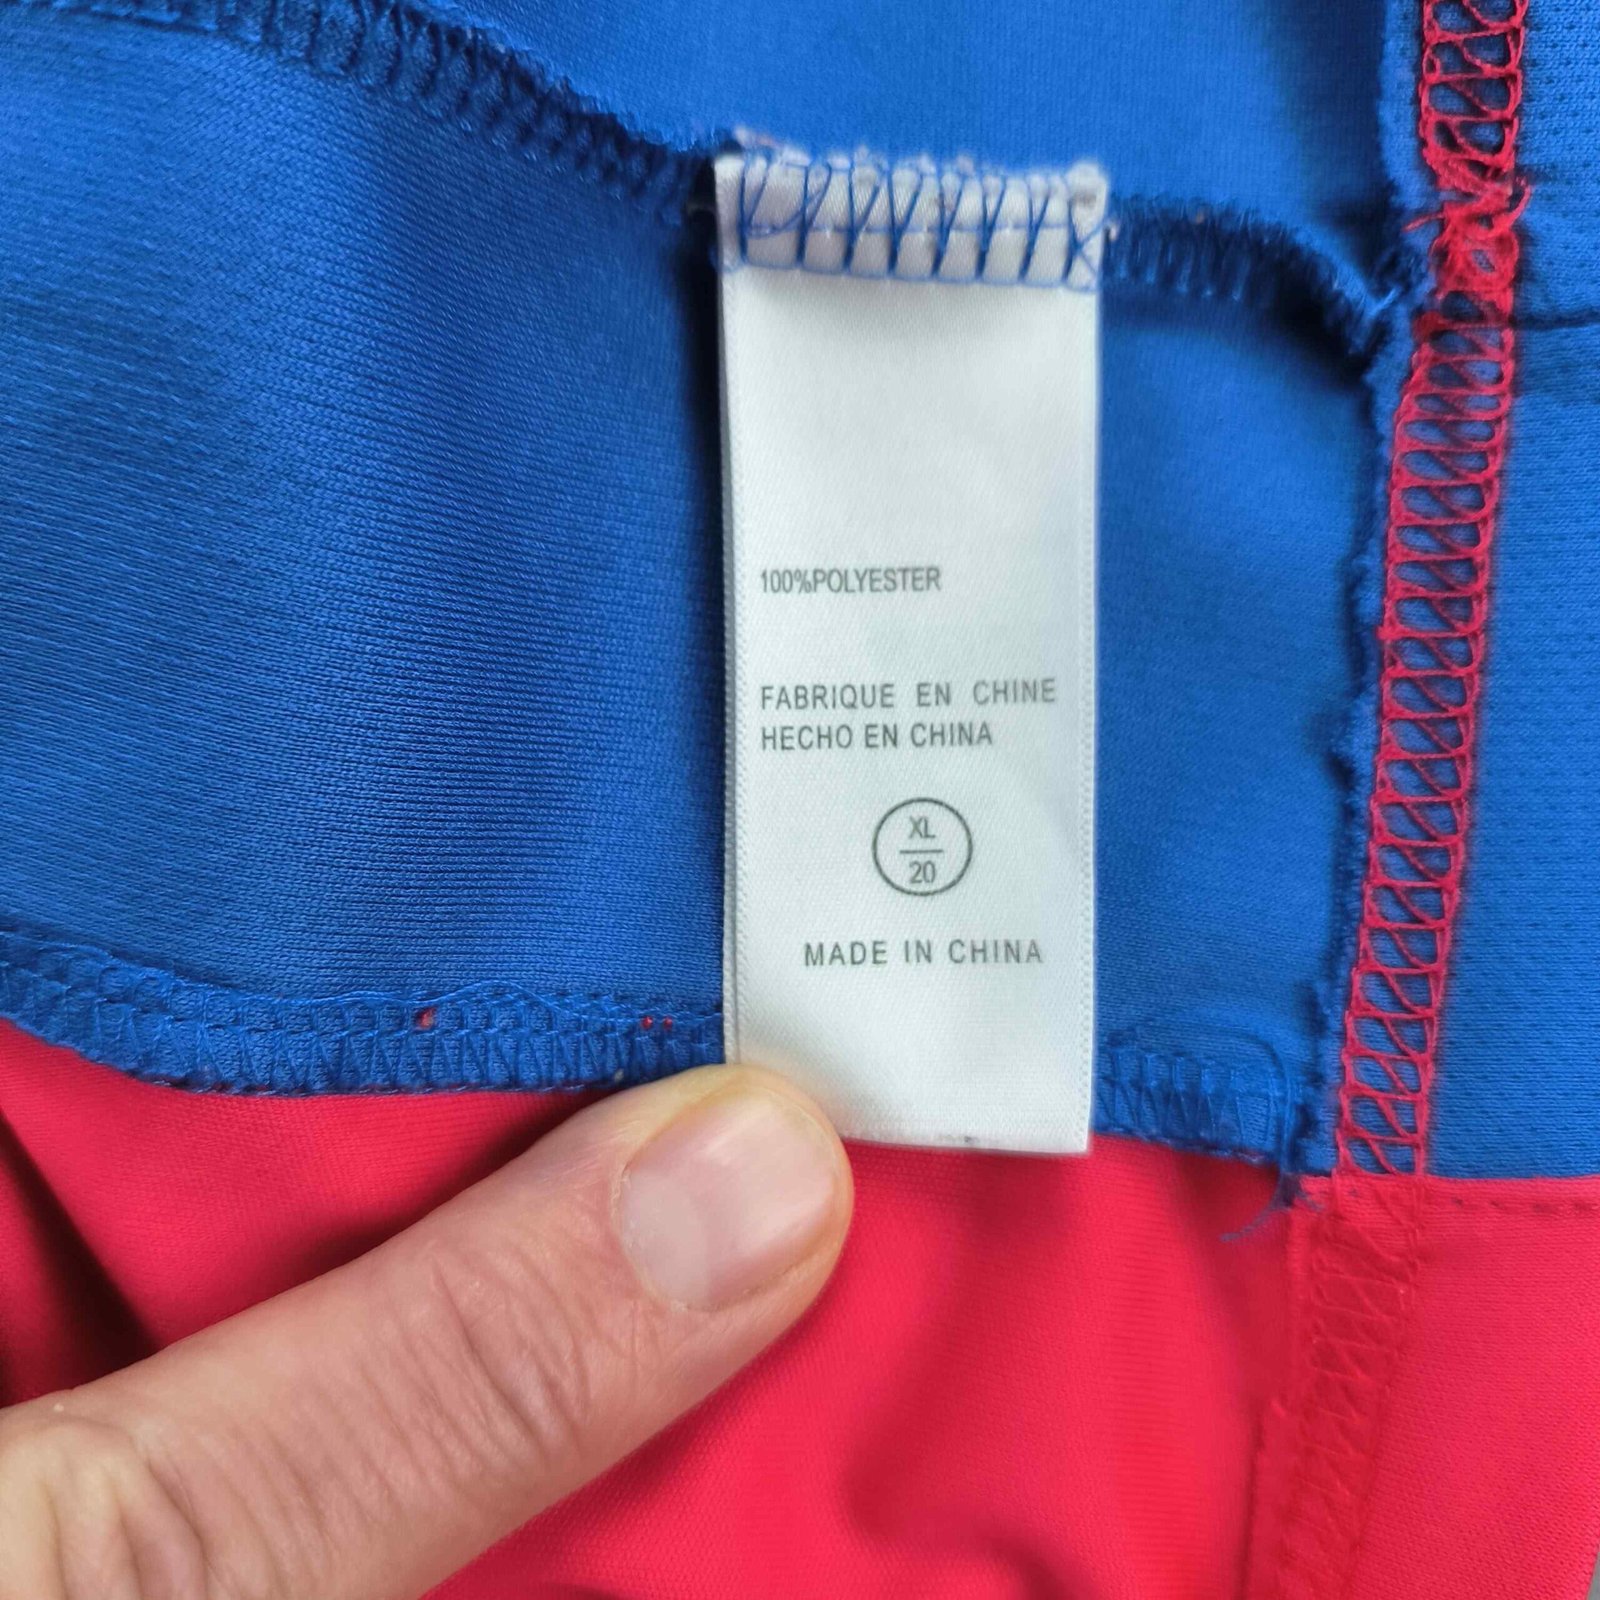 100%POLYESTER
FABRIQUE EN CHINE
HECHO EN CHINA
XL
20
MADE IN CHINA